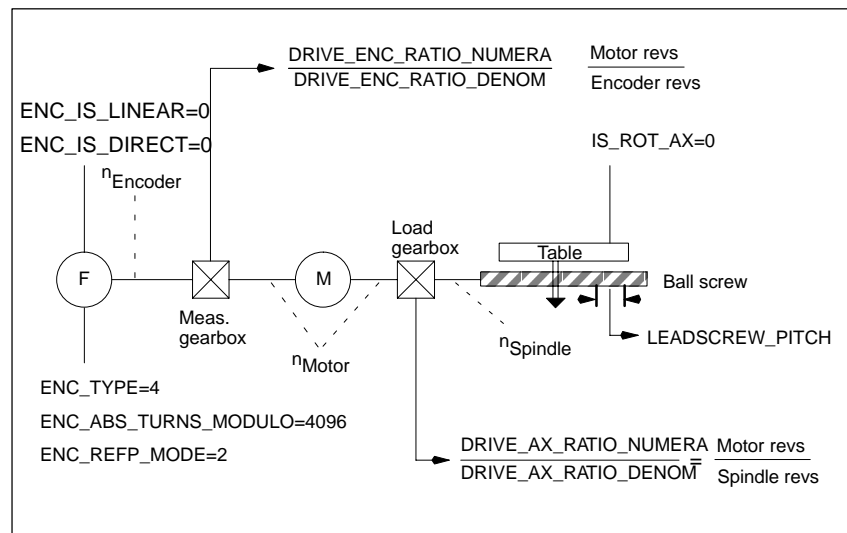 DRIVE_ENC_RATIO_NUMERA
DRIVE_ENC_RATIO_DENOM
Motor revs
Encoder revs
ENC_IS_LINEAR=0
ENC_IS_DIRECT=0
IS_ROT_AX=0
nEncoder
Load
gearbox
Table
F
M
Ball screw
Meas.
gearbox
nMotor
nSpindle
LEADSCREW_PITCH
ENC_TYPE=4
ENC_ABS_TURNS_MODULO=4096
ENC_REFP_MODE=2
DRIVE_AX_RATIO_NUMERA
DRIVE_AX_RATIO_DENOM
=
Motor revs
Spindle revs